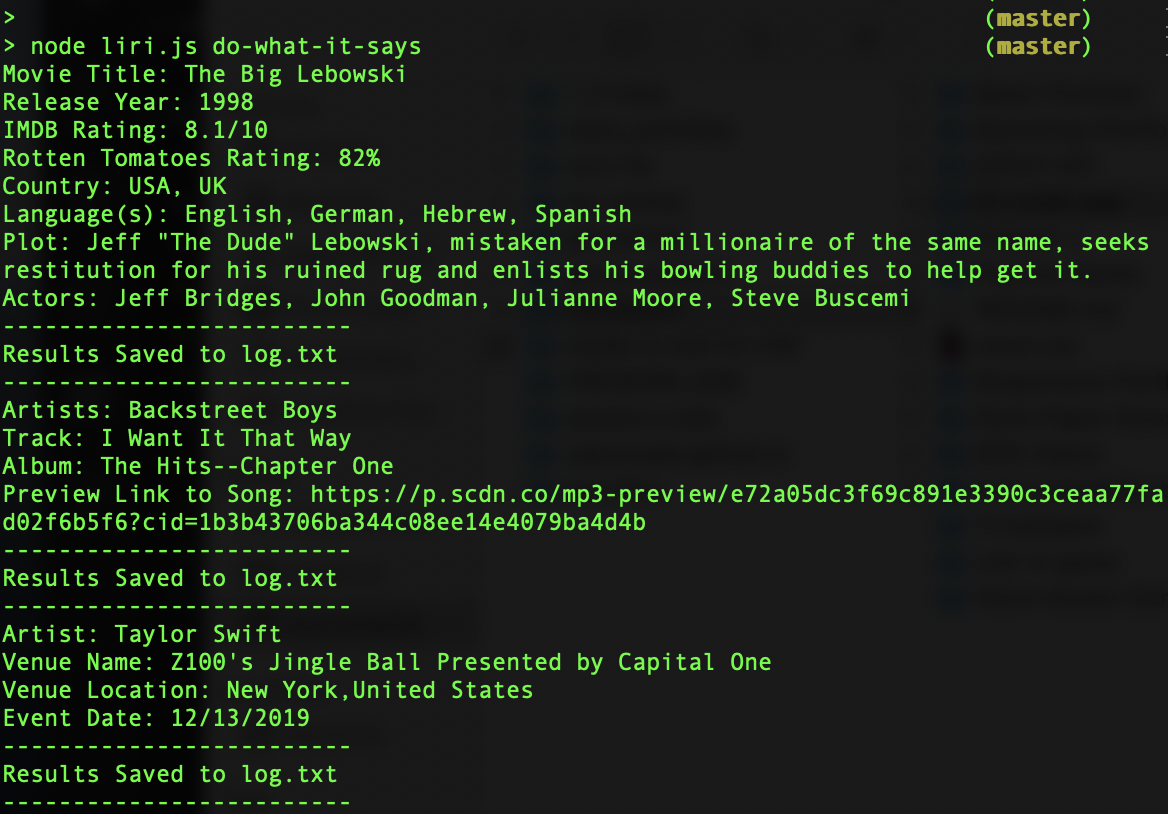 > (master)
> node liri.js do-what-it-says (master)
Movie Title: The Big Lebowski
Release Year: 1998
IMDB Rating: 8.1/10
Rotten Tomatoes Rating: 82%
Country: USA, UK
Language(s): English, German, Hebrew, Spanish
Plot: Jeff "The Dude" Lebowski, mistaken for a millionaire of the same name, seeks
restitution for his ruined rug and enlists his bowling buddies to help get it.
Actors: Jeff Bridges, John Goodman, Julianne Moore, Steve Buscemi
-------------------------
Results Saved to log.txt
-------------------------
Artists: Backstreet Boys
Track: I Want It That Way
Album: The Hits--Chapter One
Preview Link to Song: https://p.scdn.co/mp3-preview/e72a05dc3f69c891e3390c3ceaa77fa
d02f6b5f6?cid=1b3b43706ba344c08ee14e4079ba4d4b
-------------------------
Results Saved to log.txt
-------------------------
Artist: Taylor Swift
Venue Name: Z100's Jingle Ball Presented by Capital One
Venue Location: New York,United States
Event Date: 12/13/2019
-------------------------
Results Saved to log.txt
-------------------------